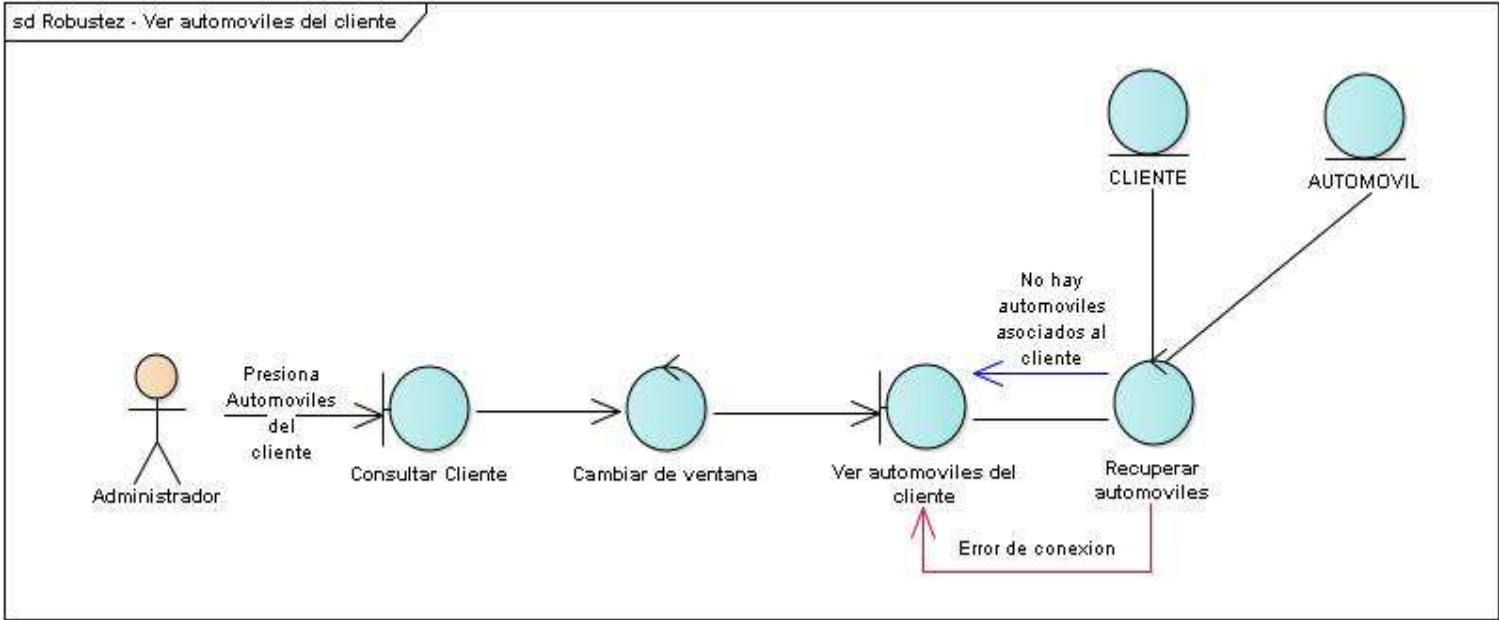 sd Robustez - Ver automoviles del cliente
CLIENTE
AUTOMOVIL
No hay
automoviles
asociados al
cliente
Presiona
Automoviles
del
cliente
Administrador
Consultar Cliente
Cambiar de ventana
Ver automoviles del
cliente
Recuperar
automoviles
Error de conexion